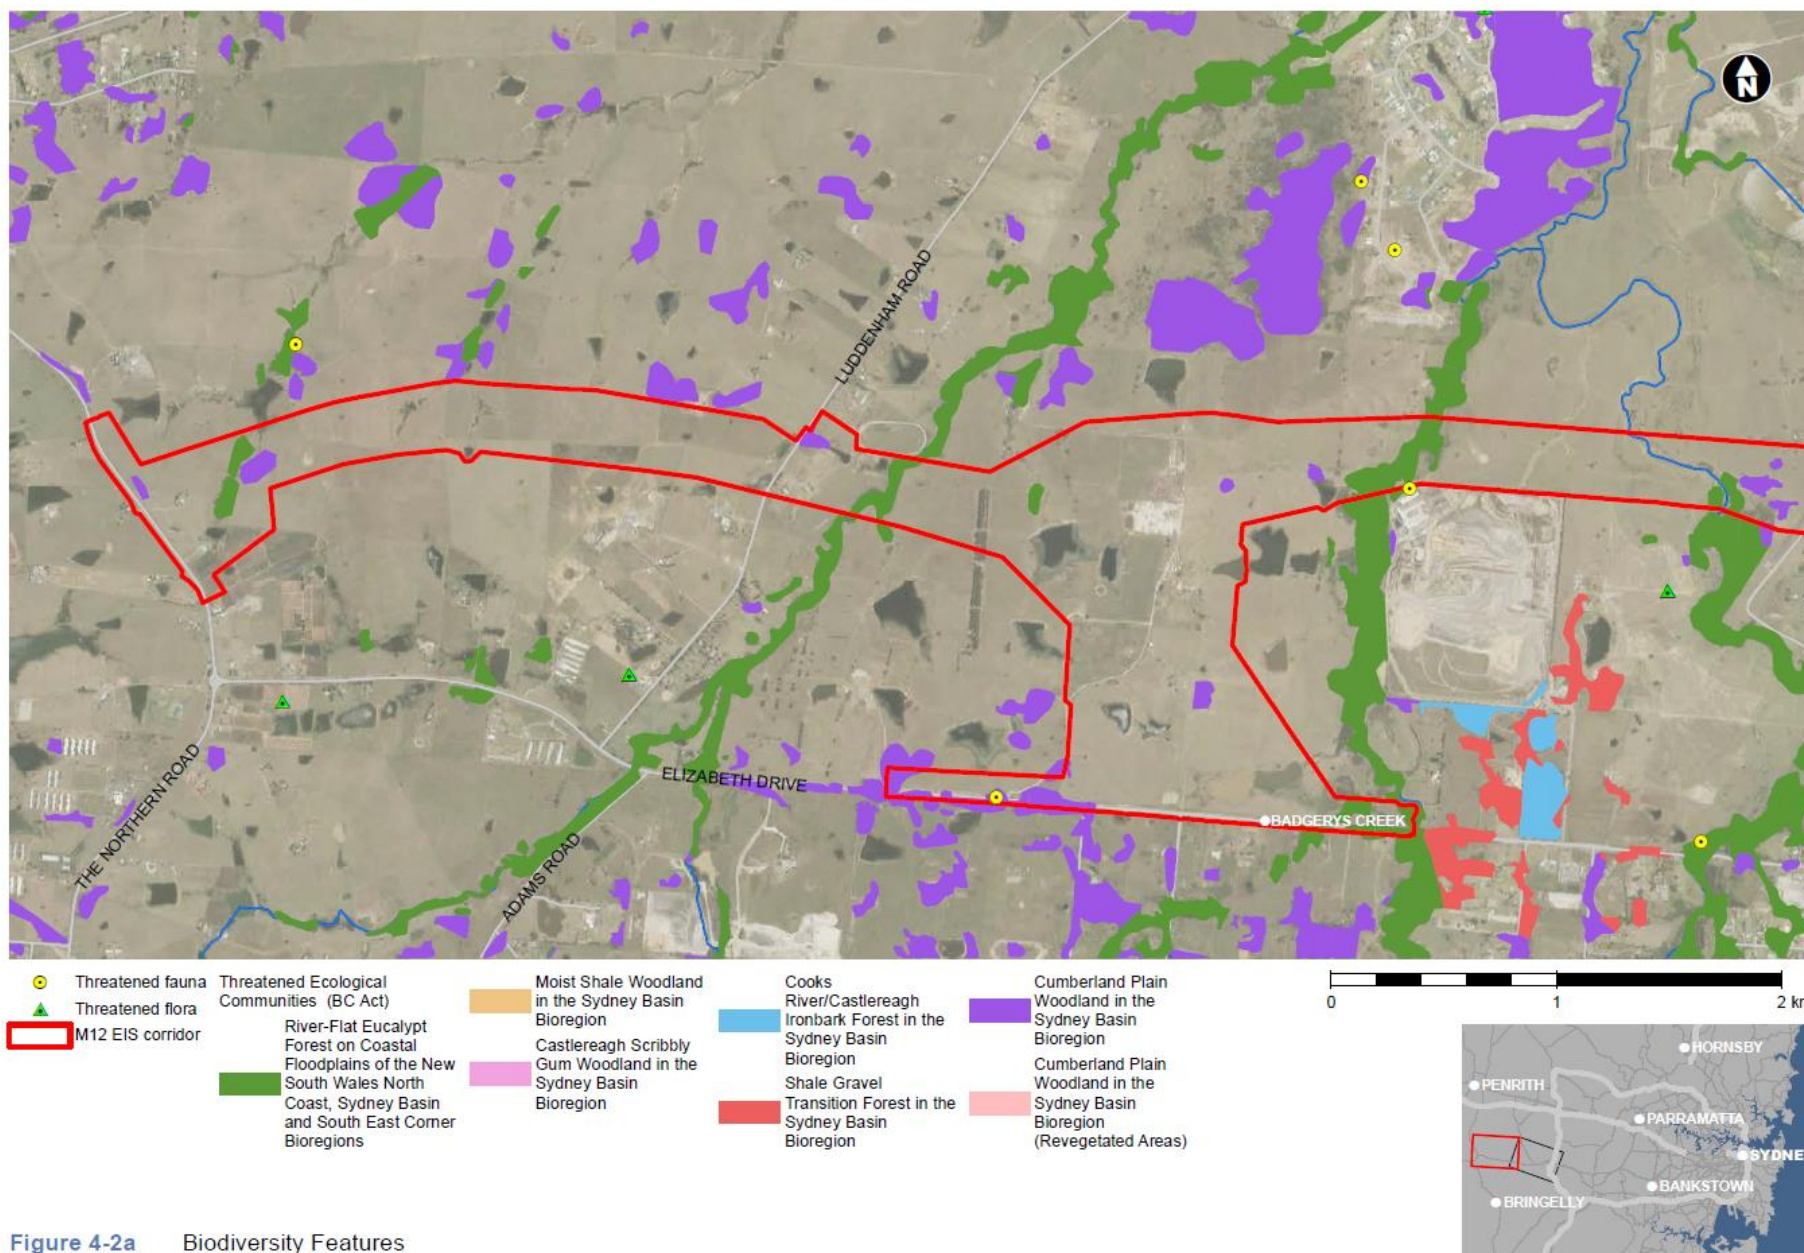 N
LUDDENHAM ROAD
THE NORTHERN ROAD
ELIZABETH DRIVE
ADAMS ROAD
BADGERYS CREEK
Threatened fauna
Threatened flora
M12 EIS corridor
Threatened Ecological
Communities (BC Act)
River-Flat Eucalypt
Forest on Coastal
Floodplains of the New
South Wales North
Coast, Sydney Basin
and South East Corner
Bioregions
Moist Shale Woodland
in the Sydney Basin
Bioregion
Castlereagh Scribbly
Gum Woodland in the
Sydney Basin
Bioregion
Cooks
River/Castlereagh
Ironbark Forest in the
Sydney Basin
Bioregion
Shale Gravel
Transition Forest in the
Sydney Basin
Bioregion
Cumberland Plain
Woodland in the
Sydney Basin
Bioregion
Cumberland Plain
Woodland in the
Sydney Basin
Bioregion
(Revegetated Areas)
0 1 2 k
HORNSBY
PENRITH
PARRAMATTA
SYDNE
BANKSTOWN
BRINGELLY
Figure 4-2a Biodiversity Features